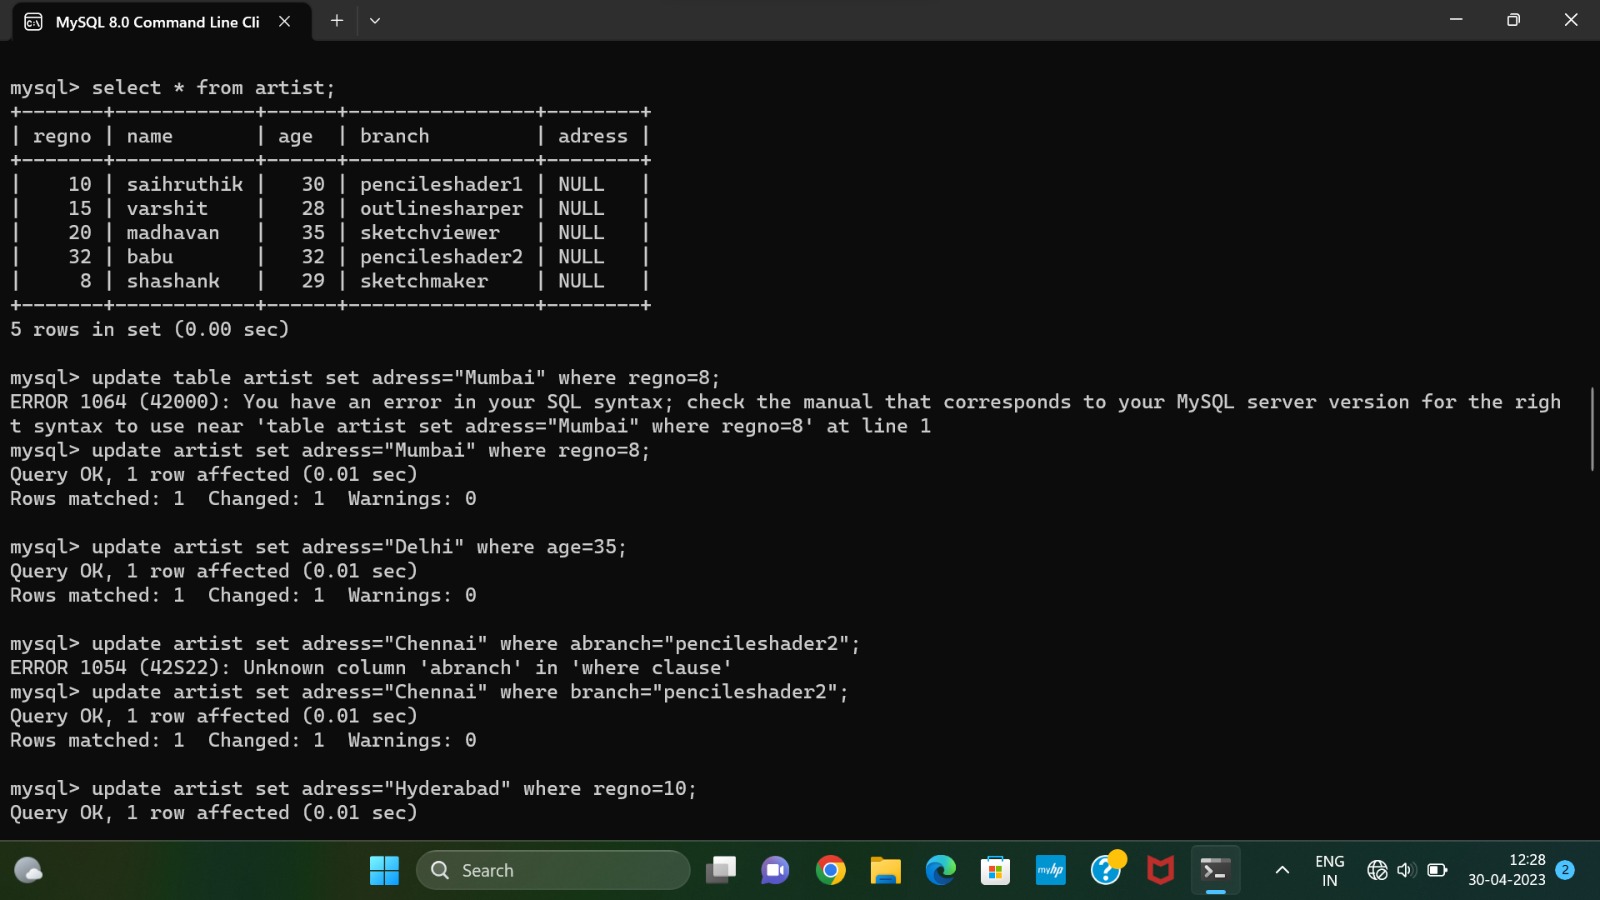 MySQL 8.0 Command Line Cli
mysql> select * from artist;
+-------+------------+------+---------------+--------+
| regno | name       | age  | branch        | adress |
+-------+------------+------+---------------+--------+
|    10 | saihruthik |   30 | pencileshader1 | NULL   |
|    15 | varshit    |   28 | outlinesharper | NULL   |
|    20 | madhavan   |   35 | sketchviewer  | NULL   |
|    32 | babu       |   32 | pencileshader2 | NULL   |
|     8 | shashank   |   29 | sketchmaker   | NULL   |
+-------+------------+------+---------------+--------+
5 rows in set (0.00 sec)
mysql> update table artist set adress="Mumbai" where regno=8;
ERROR 1064 (42000): You have an error in your SQL syntax; check the manual that corresponds to your MySQL server version for the righ
t syntax to use near 'table artist set adress="Mumbai" where regno=8' at line 1
mysql> update artist set adress="Mumbai" where regno=8;
Query OK, 1 row affected (0.01 sec)
Rows matched: 1  Changed: 1  Warnings: 0
mysql> update artist set adress="Delhi" where age=35;
Query OK, 1 row affected (0.01 sec)
Rows matched: 1  Changed: 1  Warnings: 0
mysql> update artist set adress="Chennai" where abranch="pencileshader2";
ERROR 1054 (42S22): Unknown column 'abranch' in 'where clause'
mysql> update artist set adress="Chennai" where branch="pencileshader2";
Query OK, 1 row affected (0.01 sec)
Rows matched: 1  Changed: 1  Warnings: 0
mysql> update artist set adress="Hyderabad" where regno=10;
Query OK, 1 row affected (0.01 sec)
Search
myhp
ENG
IN
12:28
30-04-2023
2